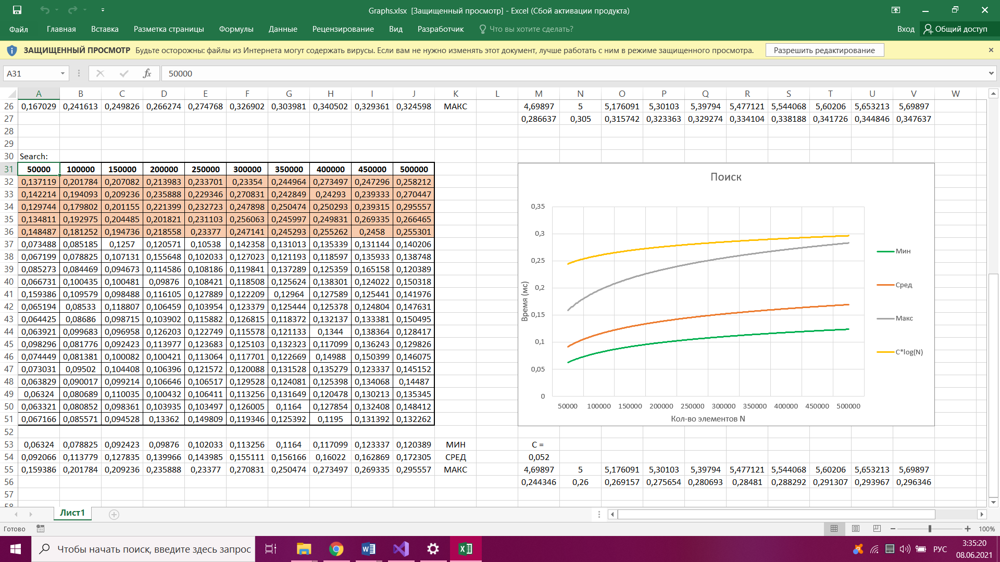 Graphs.xlsx [Защищенный просмотр] - Excel (Сбой активации продукта)
Файл Главная Вставка Разметка страницы Формулы Данные Рецензирование Вид Разработчик Что вы хотите сделать? Вход Общий доступ
ЗАЩИЩЕННЫЙ ПРОСМОТР Будьте осторожны: файлы из Интернета могут содержать вирусы. Если вам не нужно изменять этот документ, лучше работать с ним в режиме защищенного просмотра. Разрешить редактирование
A31 fx 50000
A B C D E F G H I J K L M N O P Q R S T U V W
26 0,167029 0,241613 0,249826 0,266274 0,274768 0,326902 0,303981 0,340502 0,329361 0,324598 МАКС 4,69897 5 5,176091 5,30103 5,39794 5,477121 5,544068 5,60206 5,653213 5,69897
27 0,286637 0,305 0,315742 0,323363 0,329274 0,334104 0,338188 0,341726 0,344846 0,347637
28
29
30 Search:
31 50000 100000 150000 200000 250000 300000 350000 400000 450000 500000
32 0,137119 0,201784 0,207082 0,213983 0,233701 0,23354 0,244964 0,273497 0,247296 0,258212
33 0,142214 0,194093 0,209236 0,235888 0,229346 0,270831 0,242849 0,24293 0,239333 0,270447
34 0,129744 0,179802 0,201155 0,221399 0,232723 0,247898 0,250474 0,250293 0,239315 0,295557
35 0,134811 0,192975 0,204485 0,201821 0,231103 0,256063 0,245997 0,249831 0,269335 0,266465
36 0,148487 0,181252 0,194736 0,218558 0,23377 0,247141 0,245293 0,255262 0,2458 0,255301
37 0,073488 0,085185 0,1257 0,120571 0,10538 0,142358 0,131013 0,135339 0,131144 0,140206
38 0,067199 0,078825 0,107131 0,155648 0,102033 0,127023 0,121193 0,118597 0,135933 0,138748
39 0,085273 0,084469 0,094673 0,114586 0,108186 0,119841 0,137289 0,125359 0,165158 0,120389
40 0,066731 0,100435 0,100481 0,09876 0,108421 0,118508 0,125624 0,138301 0,124022 0,150318
41 0,159386 0,109579 0,098488 0,116105 0,127889 0,122209 0,12964 0,127589 0,125441 0,141976
42 0,065194 0,08533 0,118807 0,106459 0,103954 0,123379 0,125444 0,125378 0,124804 0,147631
43 0,064425 0,08686 0,098715 0,103902 0,115882 0,126815 0,118372 0,132137 0,133381 0,150495
44 0,063921 0,099683 0,096958 0,126203 0,122749 0,115578 0,121133 0,1344 0,138364 0,128417
45 0,098296 0,081776 0,092423 0,113977 0,123683 0,125103 0,132323 0,117099 0,136243 0,129826
46 0,074449 0,081381 0,100082 0,100421 0,113064 0,117701 0,122669 0,14988 0,150399 0,146075
47 0,073031 0,09502 0,104408 0,106396 0,121572 0,120088 0,131528 0,135279 0,123337 0,145152
48 0,063829 0,090017 0,099214 0,106646 0,106517 0,129528 0,124081 0,125398 0,134068 0,14487
49 0,06324 0,080689 0,110035 0,100432 0,106411 0,113256 0,131649 0,120478 0,130213 0,135345
50 0,063321 0,080852 0,098361 0,103935 0,103497 0,126005 0,1164 0,127854 0,132408 0,148412
51 0,067166 0,085571 0,094528 0,13362 0,149809 0,119346 0,125392 0,1195 0,131392 0,132262
52
53 0,06324 0,078825 0,092423 0,09876 0,102033 0,113256 0,1164 0,117099 0,123337 0,120389 МИН C =
54 0,092066 0,113779 0,127835 0,139966 0,143985 0,155111 0,156166 0,16022 0,162869 0,172305 СРЕД 0,052
55 0,159386 0,201784 0,209236 0,235888 0,23377 0,270831 0,250474 0,273497 0,269335 0,295557 МАКС 4,69897 5 5,176091 5,30103 5,39794 5,477121 5,544068 5,60206 5,653213 5,69897
56 0,244346 0,26 0,269157 0,275654 0,280693 0,28481 0,288292 0,291307 0,293967 0,296346
57
58
Поиск
0,35
0,3
0,25
0,2
0,15
0,1
0,05
0
Время (мс)
50000 100000 150000 200000 250000 300000 350000 400000 450000 500000
Кол-во элементов N
Мин
Сред
Макс
C*log(N)
Лист1
Готово 100%
Чтобы начать поиск, введите здесь запрос РУС 3:35:20
08.06.2021